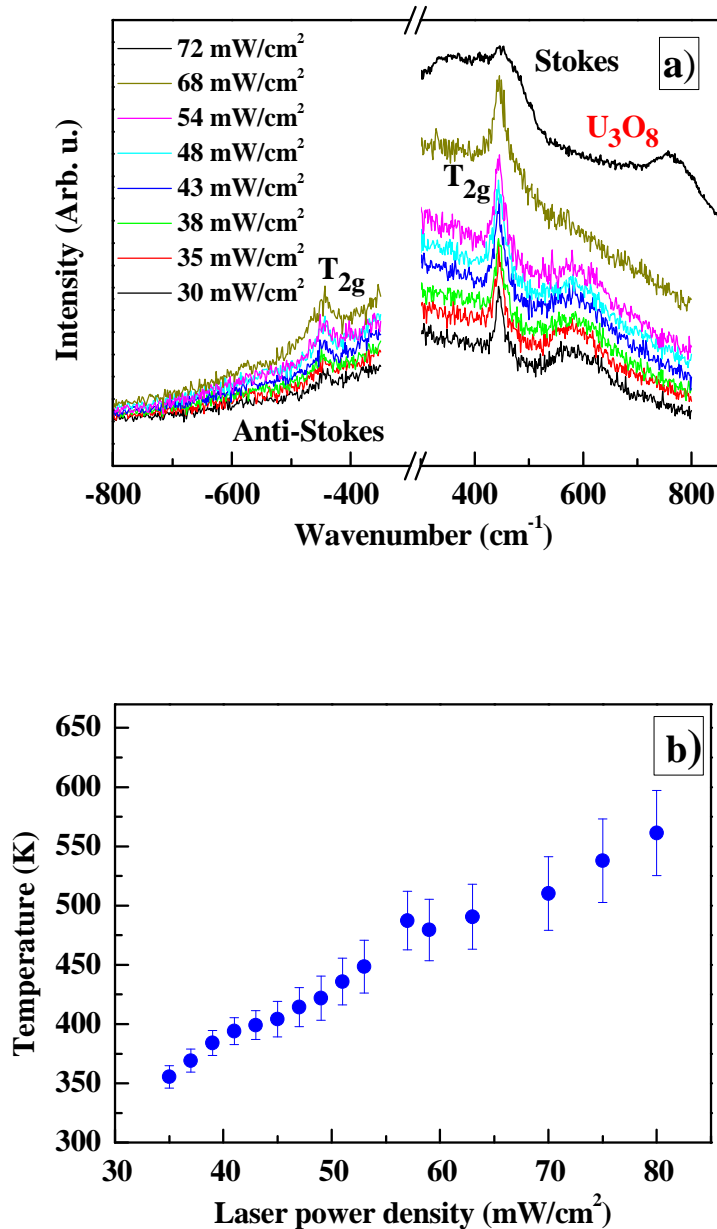 72 mW/cm²
68 mW/cm²
54 mW/cm²
48 mW/cm²
43 mW/cm²
38 mW/cm²
35 mW/cm²
30 mW/cm²
Stokes
a)
U₃O₈
T₂g
T₂g
Anti-Stokes
Intensity (Arb. u.)
-800 -600 -400 400 600 800
Wavenumber (cm⁻¹)
b)
650
600
550
500
450
400
350
300
Temperature (K)
30 40 50 60 70 80
Laser power density (mW/cm²)